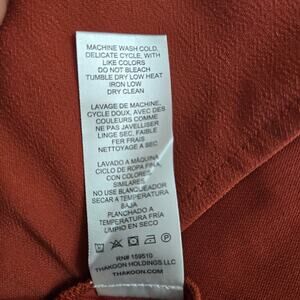 MACHINE WASH COLD,
DELICATE CYCLE, WITH
LIKE COLORS
DO NOT BLEACH
TUMBLE DRY LOW HEAT
IRON LOW
DRY CLEAN
LAVAGE DE MACHINE,
CYCLE DOUX, AVEC DES
COULEURS COMME
NE PAS JAVELLISER
LINGE SEC, FAIBLE
FER FRAIS
NETTOYAGE A SEC
LAVADO A MÁQUINA
CICLO DE ROPA FINA,
CON COLORES
SIMILARES
NO USE BLANQUEADOR
SECAR A TEMPERATURA
BAJA
PLANCHADO A
TEMPERATURA FRÍA
LIMPIO EN SECO
RN# 159510
THAKOON HOLDINGS LLC
THAKOON.COM